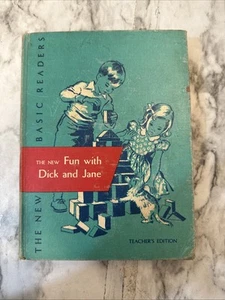 THE NEW BASIC READERS
THE NEW Fun with
Dick and Jane
TEACHER'S EDITION